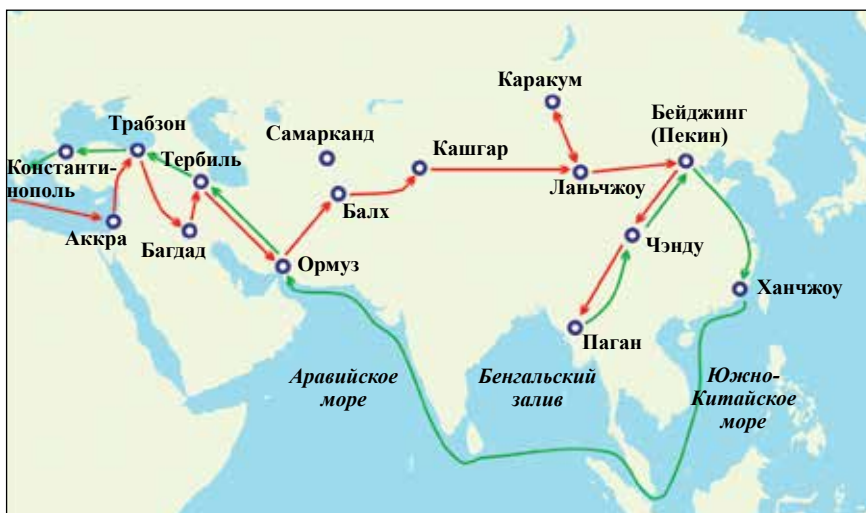 Каракум
Бейджинг
(Пекин)
Трабзон
Самарканд
Тербиль
Кашгар
Константи-
нополь
Ланьчжоу
Балх
Аккра
Багдад
Чэнду
Ормуз
Ханчжоу
Паган
Аравийское
море
Бенгальский
залив
Южно-
Китайское
море